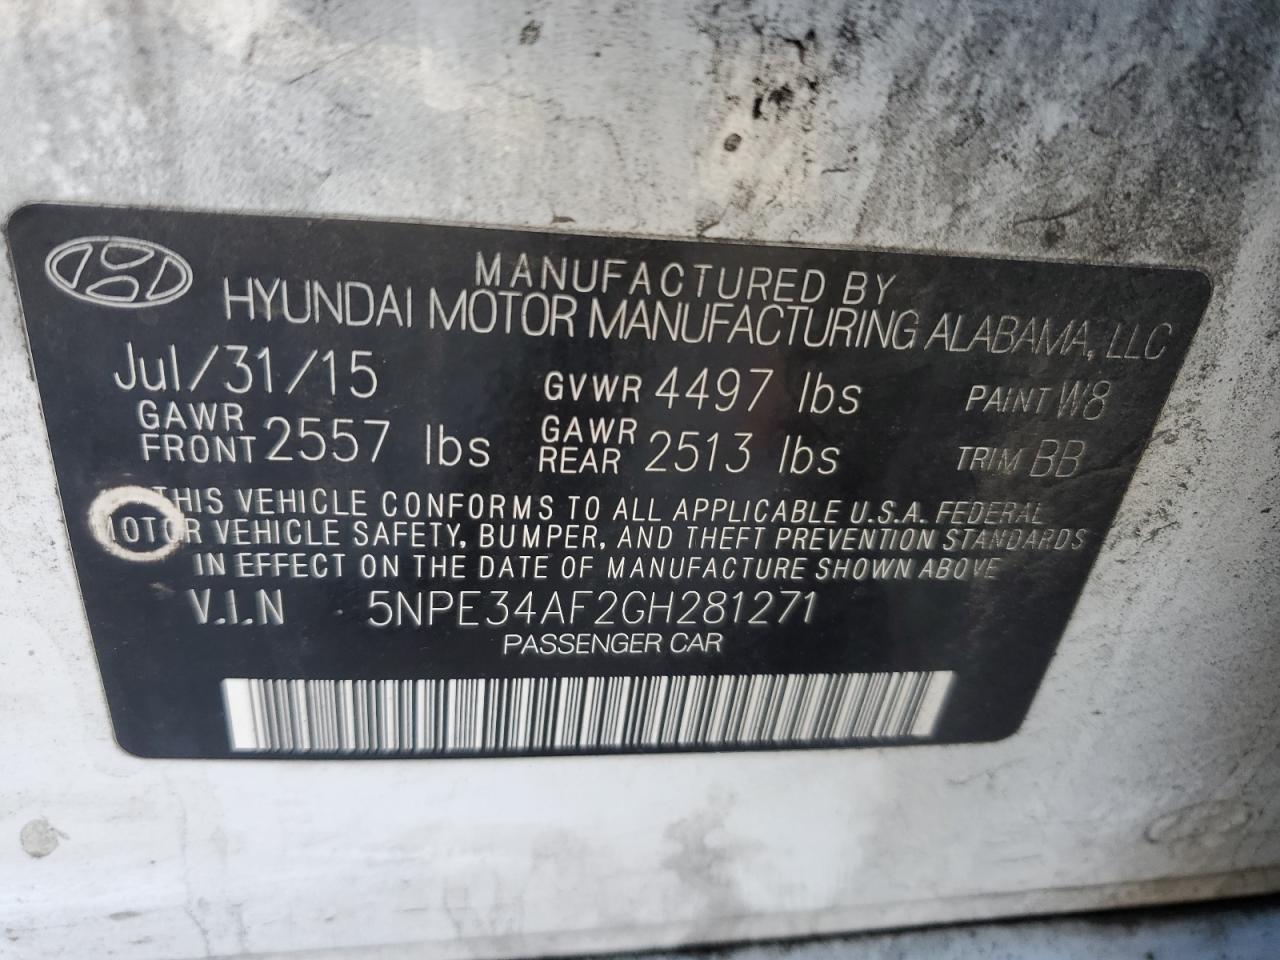 MANUFACTURED BY
HYUNDAI MOTOR MANUFACTURING ALABAMA, LLC
Jul/31/15 GVWR 4497 lbs PAINT W8
GAWR FRONT 2557 lbs GAWR REAR 2513 lbs TRIM BB
THIS VEHICLE CONFORMS TO ALL APPLICABLE U.S.A. FEDERAL
MOTOR VEHICLE SAFETY, BUMPER, AND THEFT PREVENTION STANDARDS
IN EFFECT ON THE DATE OF MANUFACTURE SHOWN ABOVE
V.I.N 5NPE34AF2GH281271
PASSENGER CAR